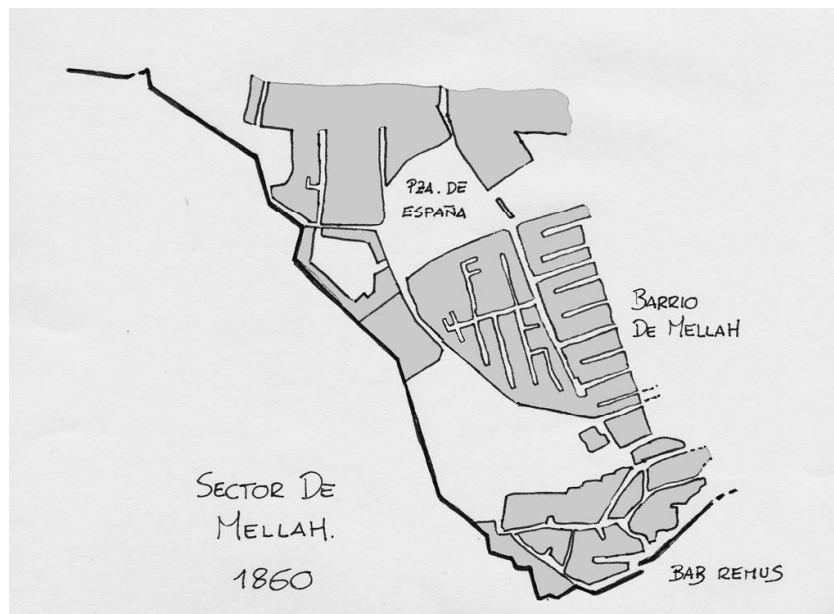 PZA. DE
ESPAÑA
BARRIO
DE MELLAH
SECTOR DE
MELLAH.
1860
BAB REMUS